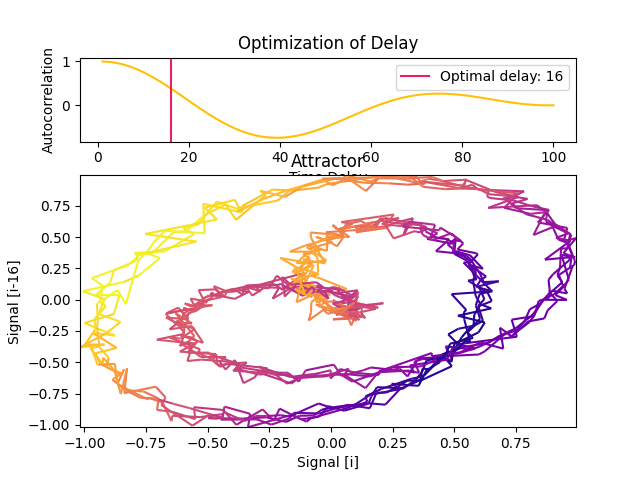 Optimization of Delay
Autocorrelation
1
0
Optimal delay: 16
0 20 40 60 80 100
Time Delay
Attractor
Signal [i-16]
0.75
0.50
0.25
0.00
−0.25
−0.50
−0.75
−1.00
−1.00 −0.75 −0.50 −0.25 0.00 0.25 0.50 0.75
Signal [i]